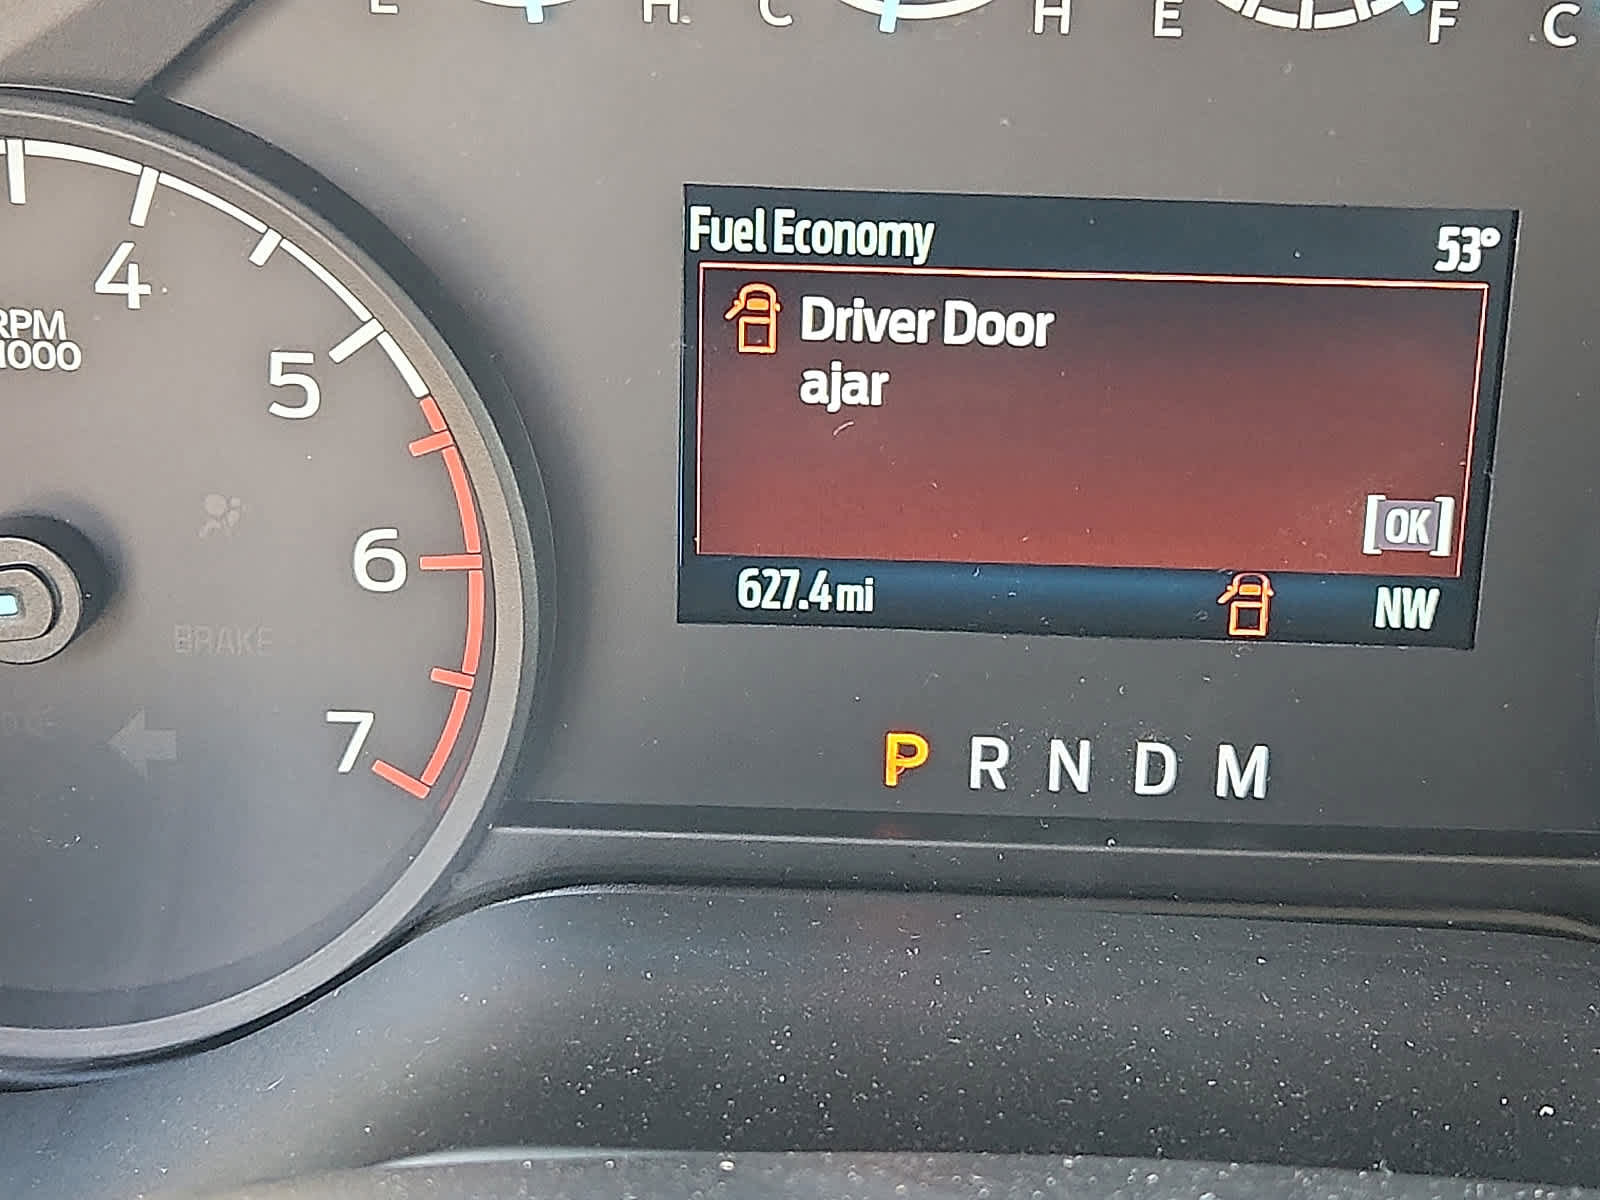 H C H E F C
4
RPM
1000
5
6
7
BRAKE
Fuel Economy 53°
Driver Door
ajar
[OK]
627.4 mi NW
P R N D M